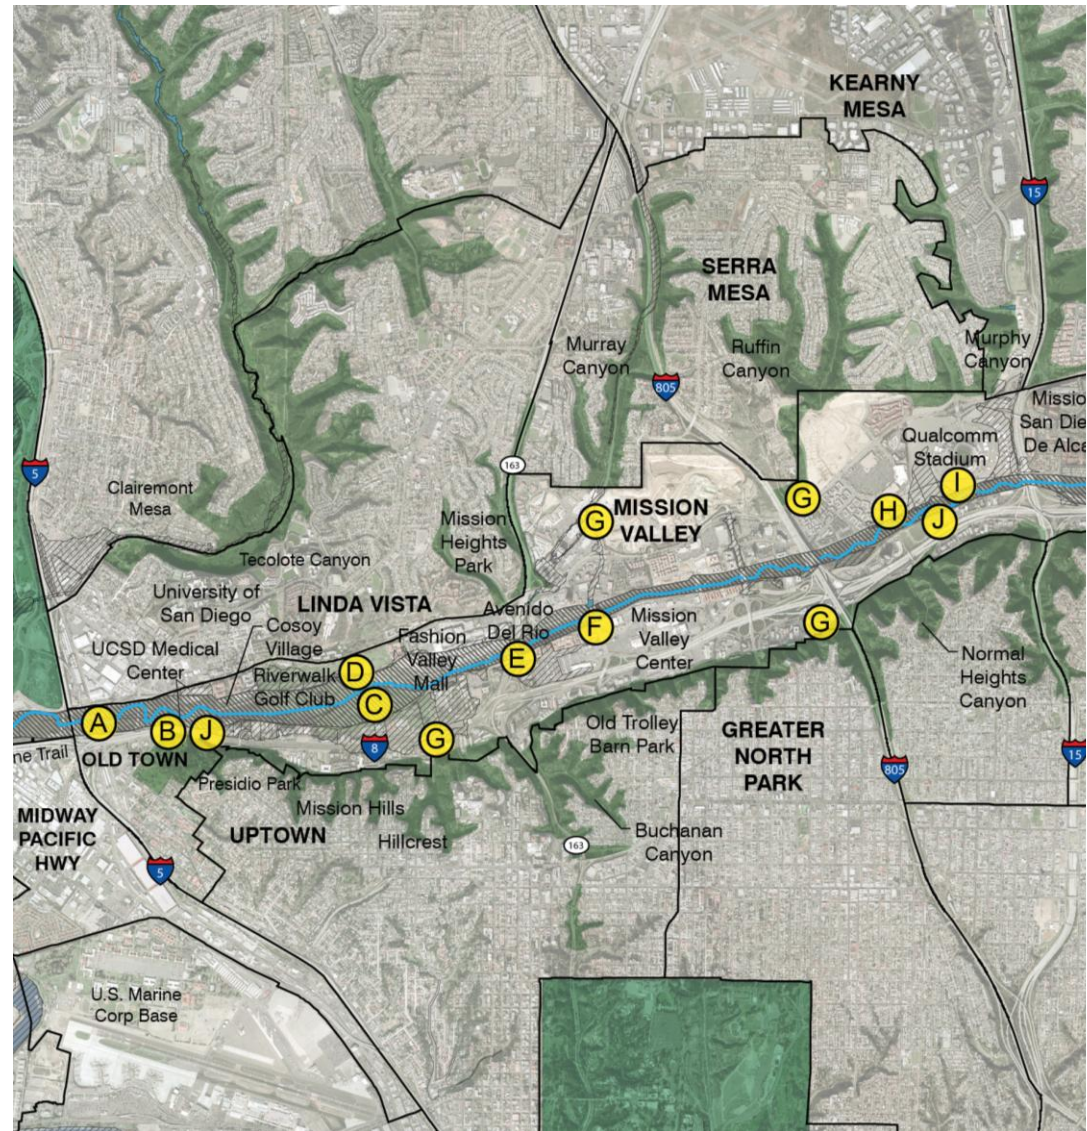 KEARNY
MESA
15
SERRA
MESA
Murray
Canyon
Ruffin
Canyon
Murphy
Canyon
805
Missio
San Die
De Alca
Qualcomm
Stadium
5
163
Clairemont
Mesa
I
G
H
J
G
MISSION
VALLEY
Mission
Heights
Park
Tecolote Canyon
University of
San Diego
LINDA VISTA
Avenido
Del Rio
F
Mission
Valley
Center
G
Cosoy
Village
UCSD Medical
Center
Fashion
Valley
Mall
E
D
Riverwalk
Golf Club
C
Normal
Heights
Canyon
A
B
J
G
8
Old Trolley
Barn Park
GREATER
NORTH
PARK
15
805
ne Trail
OLD TOWN
Presidio Park
Mission Hills
MIDWAY
PACIFIC
HWY
UPTOWN
Hillcrest
163
Buchanan
Canyon
5
U.S. Marine
Corp Base